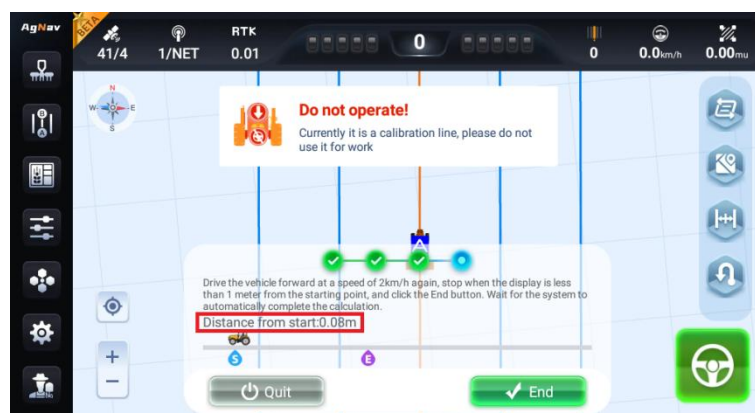 AgNav
BETA
41/4
1/NET
RTK
0.01
0
0
0.0km/h
0.00mu
N
W
E
S
Do not operate!
Currently it is a calibration line, please do not
use it for work
A
B
A
Drive the vehicle forward at a speed of 2km/h again, stop when the display is less
than 1 meter from the starting point, and click the End button. Wait for the system to
automatically complete the calculation.
Distance from start:0.08m
S
E
Quit
End